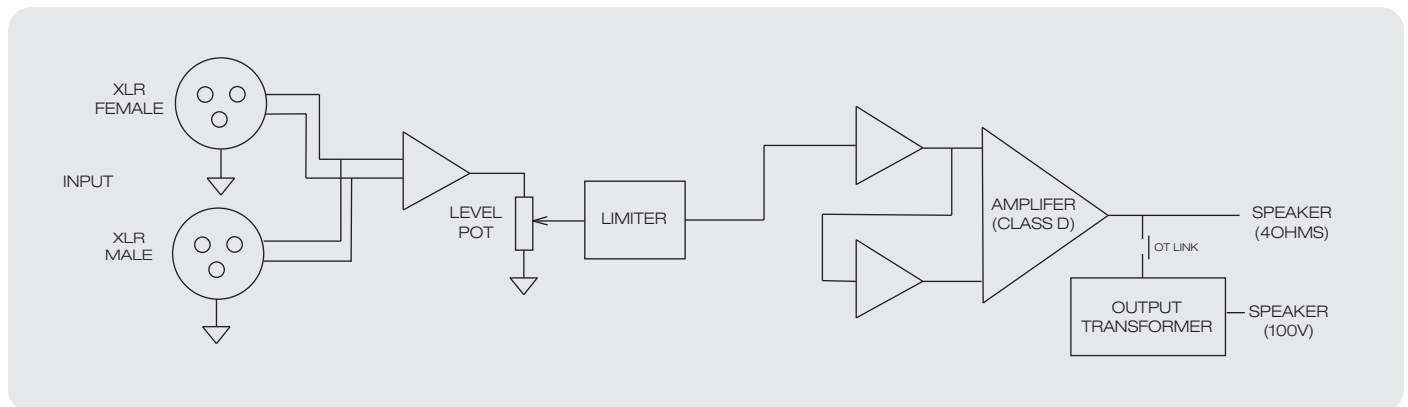 XLR
FEMALE
INPUT
XLR
MALE
LEVEL
POT
LIMITER
AMPLIFER
(CLASS D)
SPEAKER
(4OHMS)
OT LINK
OUTPUT
TRANSFORMER
SPEAKER
(100V)